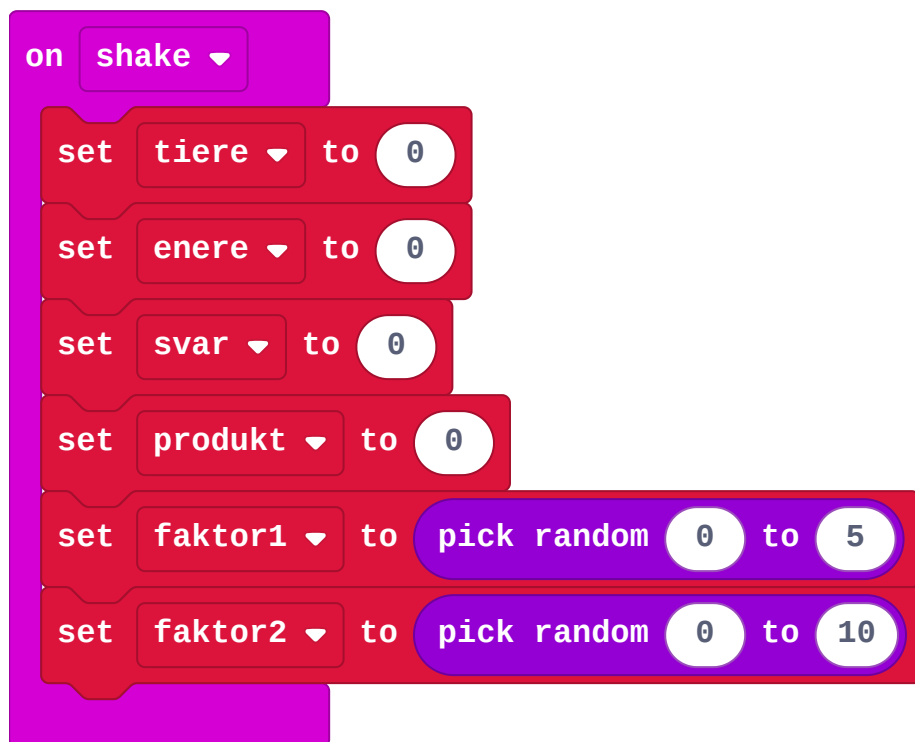 on shake
set tiere to 0
set enere to 0
set svar to 0
set produkt to 0
set faktor1 to pick random 0 to 5
set faktor2 to pick random 0 to 10